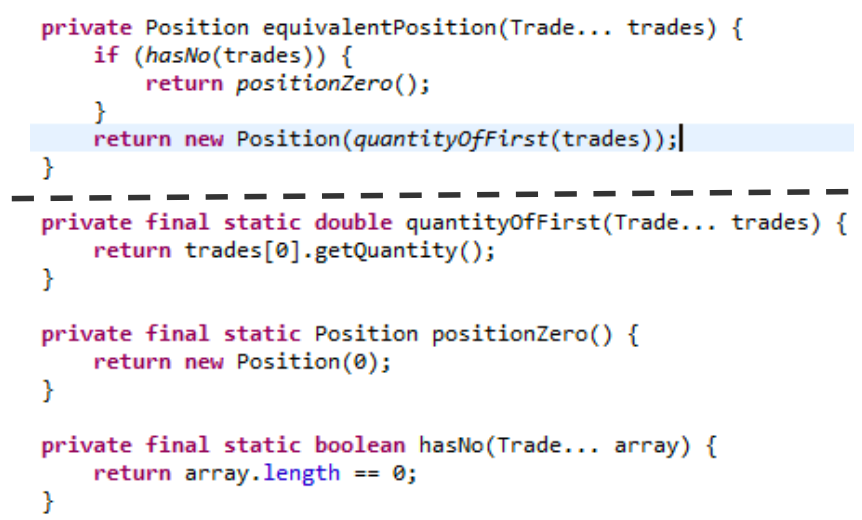 private Position equivalentPosition(Trade... trades) {
    if (hasNo(trades)) {
        return positionZero();
    }
    return new Position(quantityOfFirst(trades));
}
private final static double quantityOfFirst(Trade... trades) {
    return trades[0].getQuantity();
}
private final static Position positionZero() {
    return new Position(0);
}
private final static boolean hasNo(Trade... array) {
    return array.length == 0;
}